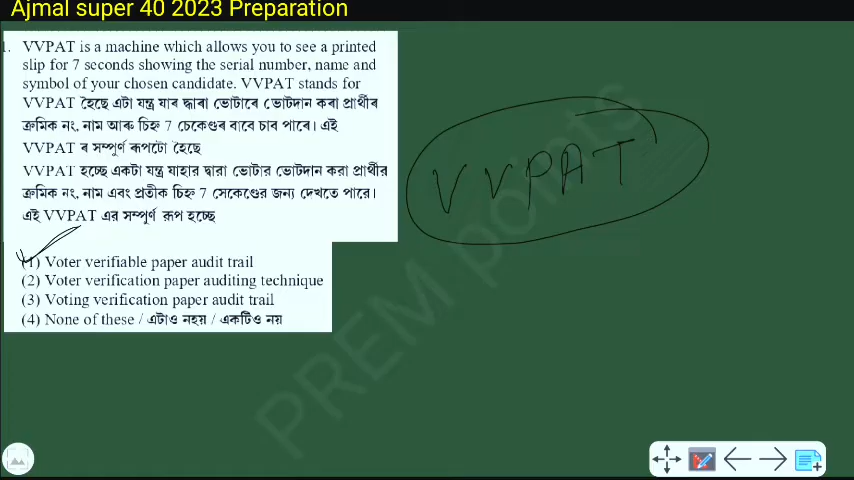 Ajmal super 40 2023 Preparation
1. VVPAT is a machine which allows you to see a printed
slip for 7 seconds showing the serial number, name and
symbol of your chosen candidate. VVPAT stands for
VVPAT হৈছে এটা যন্ত্ৰ যাৰ দ্বাৰা ভোটাৰে ভোটদান কৰা প্ৰাৰ্থীৰ
ক্ৰমিক নং, নাম আৰু চিহ্ন 7 চেকেণ্ডৰ বাবে চাব পাৰে। এই
VVPAT ৰ সম্পুৰ্ণ ৰূপটো হৈছে
VVPAT হচ্ছে একটা যন্ত্র যাহার দ্বারা ভোটার ভোটদান করা প্রার্থীর
ক্রমিক নং, নাম এবং প্রতীক চিহ্ন 7 সেকেণ্ডের জন্য দেখতে পারে।
এই VVPAT এর সম্পুর্ণ রূপ হচ্ছে
(1) Voter verifiable paper audit trail
(2) Voter verification paper auditing technique
(3) Voting verification paper audit trail
(4) None of these / এটাও নহয় / একটিও নয়
VVPAT
PREM points